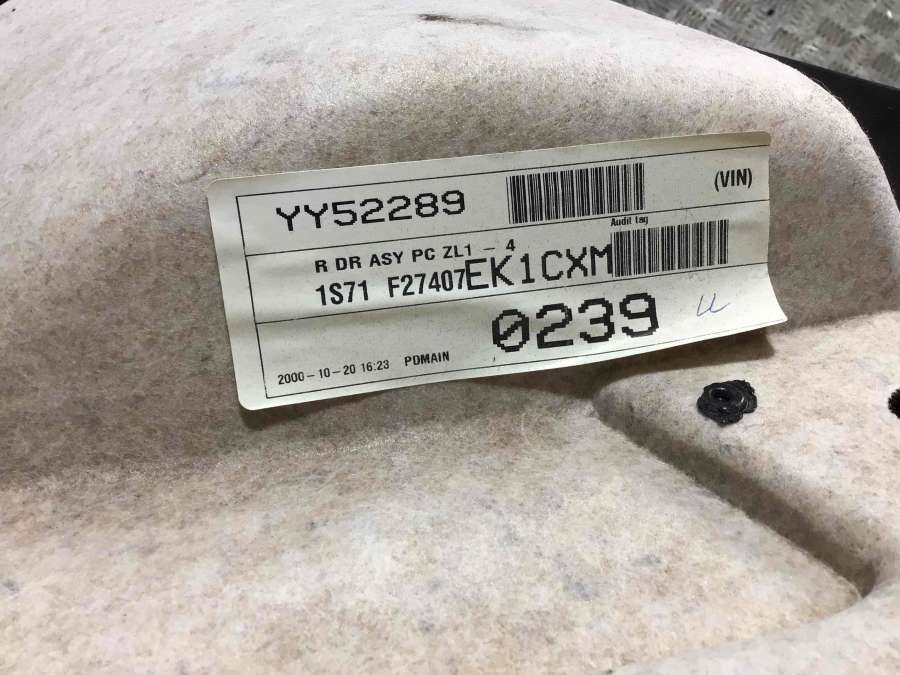 YY52289 (VIN)
Audit tag
R DR ASY PC ZL1 - 4
1S71 F27407EK1CXM
0239
2000-10-20 16:23 PDMAIN